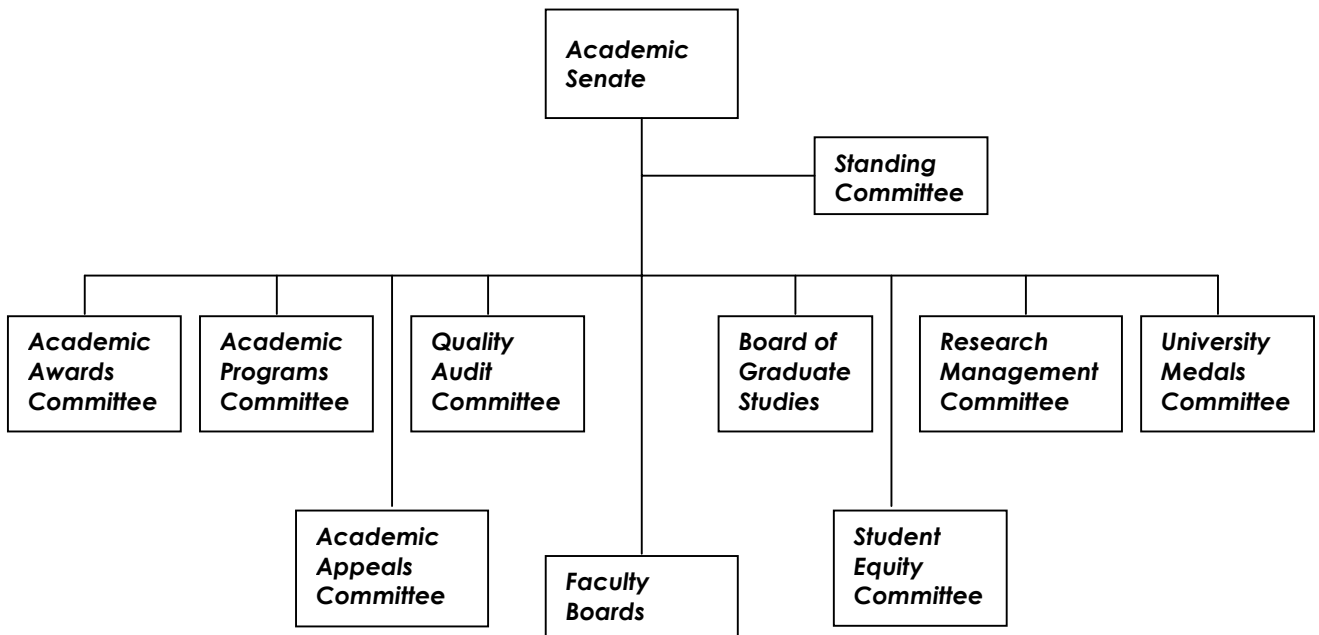 Academic
Senate
Standing
Committee
Academic
Awards
Committee
Academic
Programs
Committee
Quality
Audit
Committee
Board of
Graduate
Studies
Research
Management
Committee
University
Medals
Committee
Academic
Appeals
Committee
Faculty
Boards
Student
Equity
Committee